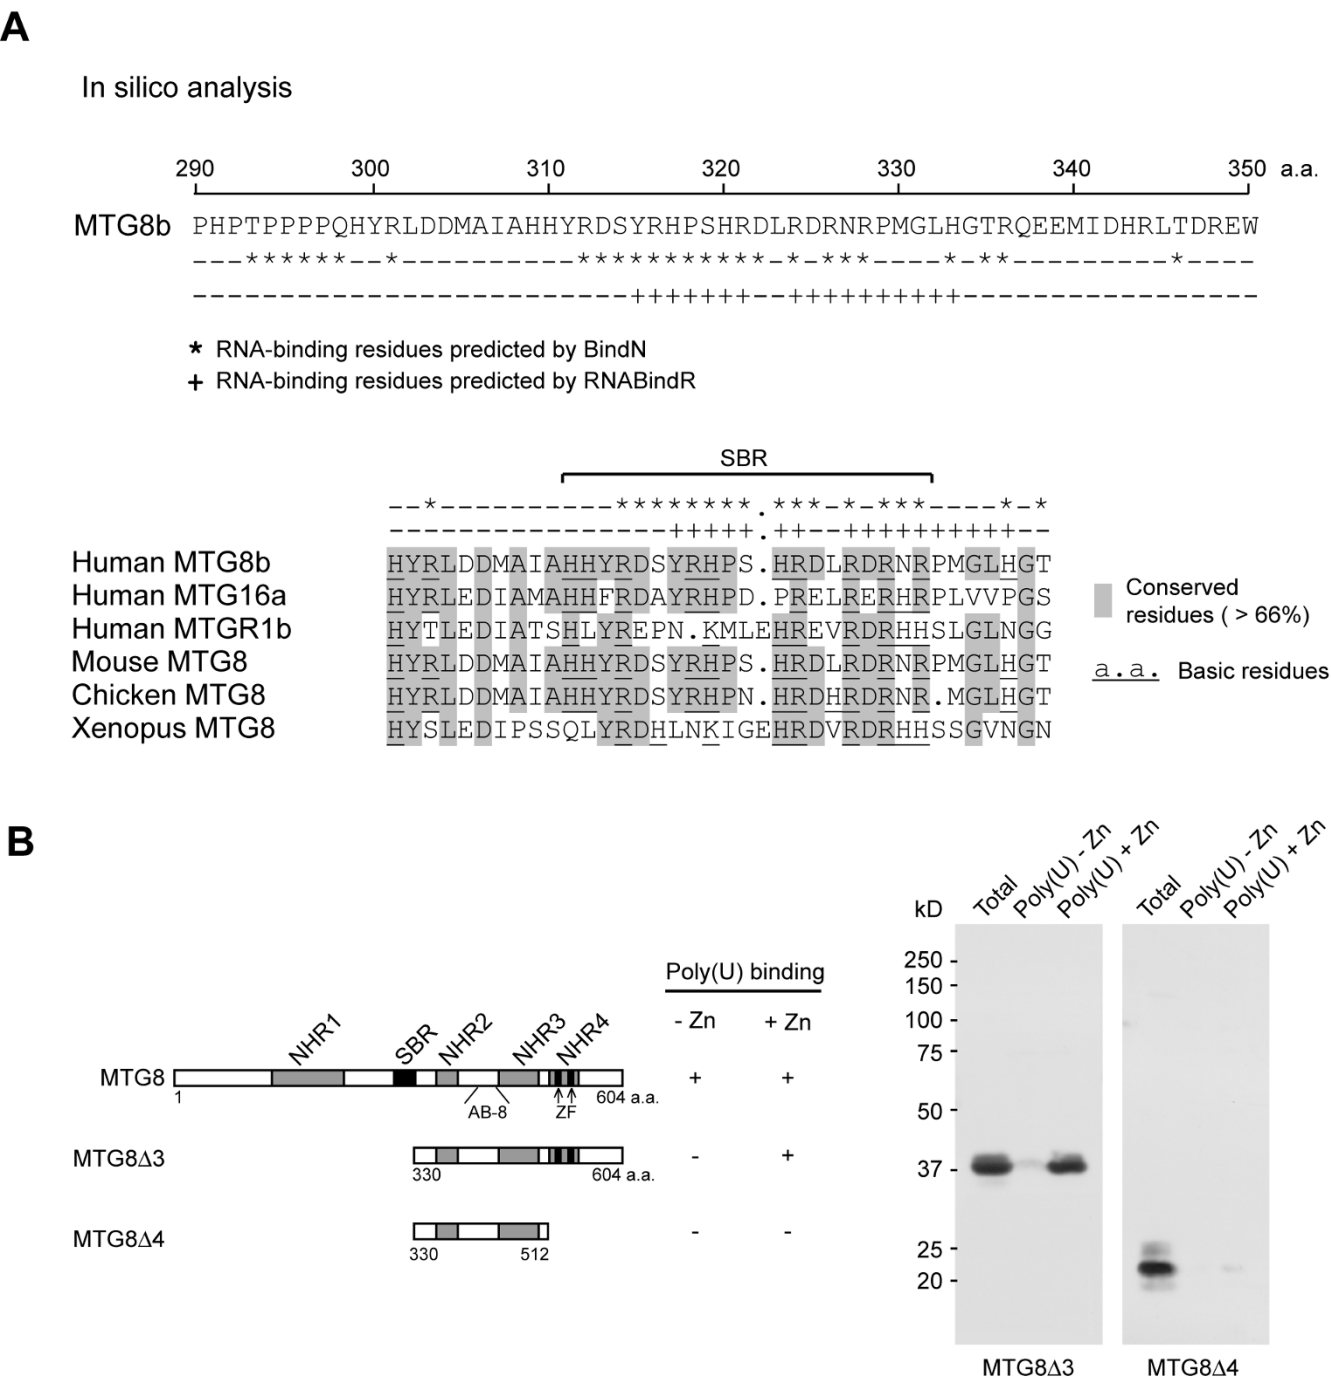 A
In silico analysis
290 300 310 320 330 340 350 a.a.
MTG8b PHPTPPPPQHYRLDDMAIAHHYRDSYRHPSHRDLRDRNRPMGLHGTRQEEMIDHRLTDREW
---******--*----------***********-*-***----*-**---------*----
-------------------------+++++++--++++++++++-----------------
* RNA-binding residues predicted by BindN
+ RNA-binding residues predicted by RNABindR
SBR
--*----------********.***-*-***----*-*
----------------+++++.++--++++++++++--
Human MTG8b HYRLDDMAIAHHYRDSYRHPS.HRDLRDRNRPMGLHGT
Human MTG16a HYRLEDIAMAHHFRDAYRHPD.PRELRERHRPLVVPGS
Human MTGR1b HYTLEDIATSHLYREPN.KMLEHREVRDRHHSLGLNGG
Mouse MTG8 HYRLDDMAIAHHYRDSYRHPS.HRDLRDRNRPMGLHGT
Chicken MTG8 HYRLDDMAIAHHYRDSYRHPN.HRDHRDRNR.MGLHGT
Xenopus MTG8 HYSLEDIPSSQLYRDHLNKIGEHRDVRDRHHSSGVNGN
Conserved
residues ( > 66%)
a.a. Basic residues
B
Poly(U) binding
- Zn + Zn
NHR1 SBR NHR2 NHR3 NHR4
MTG8 + +
1 AB-8 ZF 604 a.a.
MTG8Δ3 - +
330 604 a.a.
MTG8Δ4 - -
330 512
kD Total Poly(U) - Zn Poly(U) + Zn Total Poly(U) - Zn Poly(U) + Zn
250
150
100
75
50
37
25
20
MTG8Δ3 MTG8Δ4